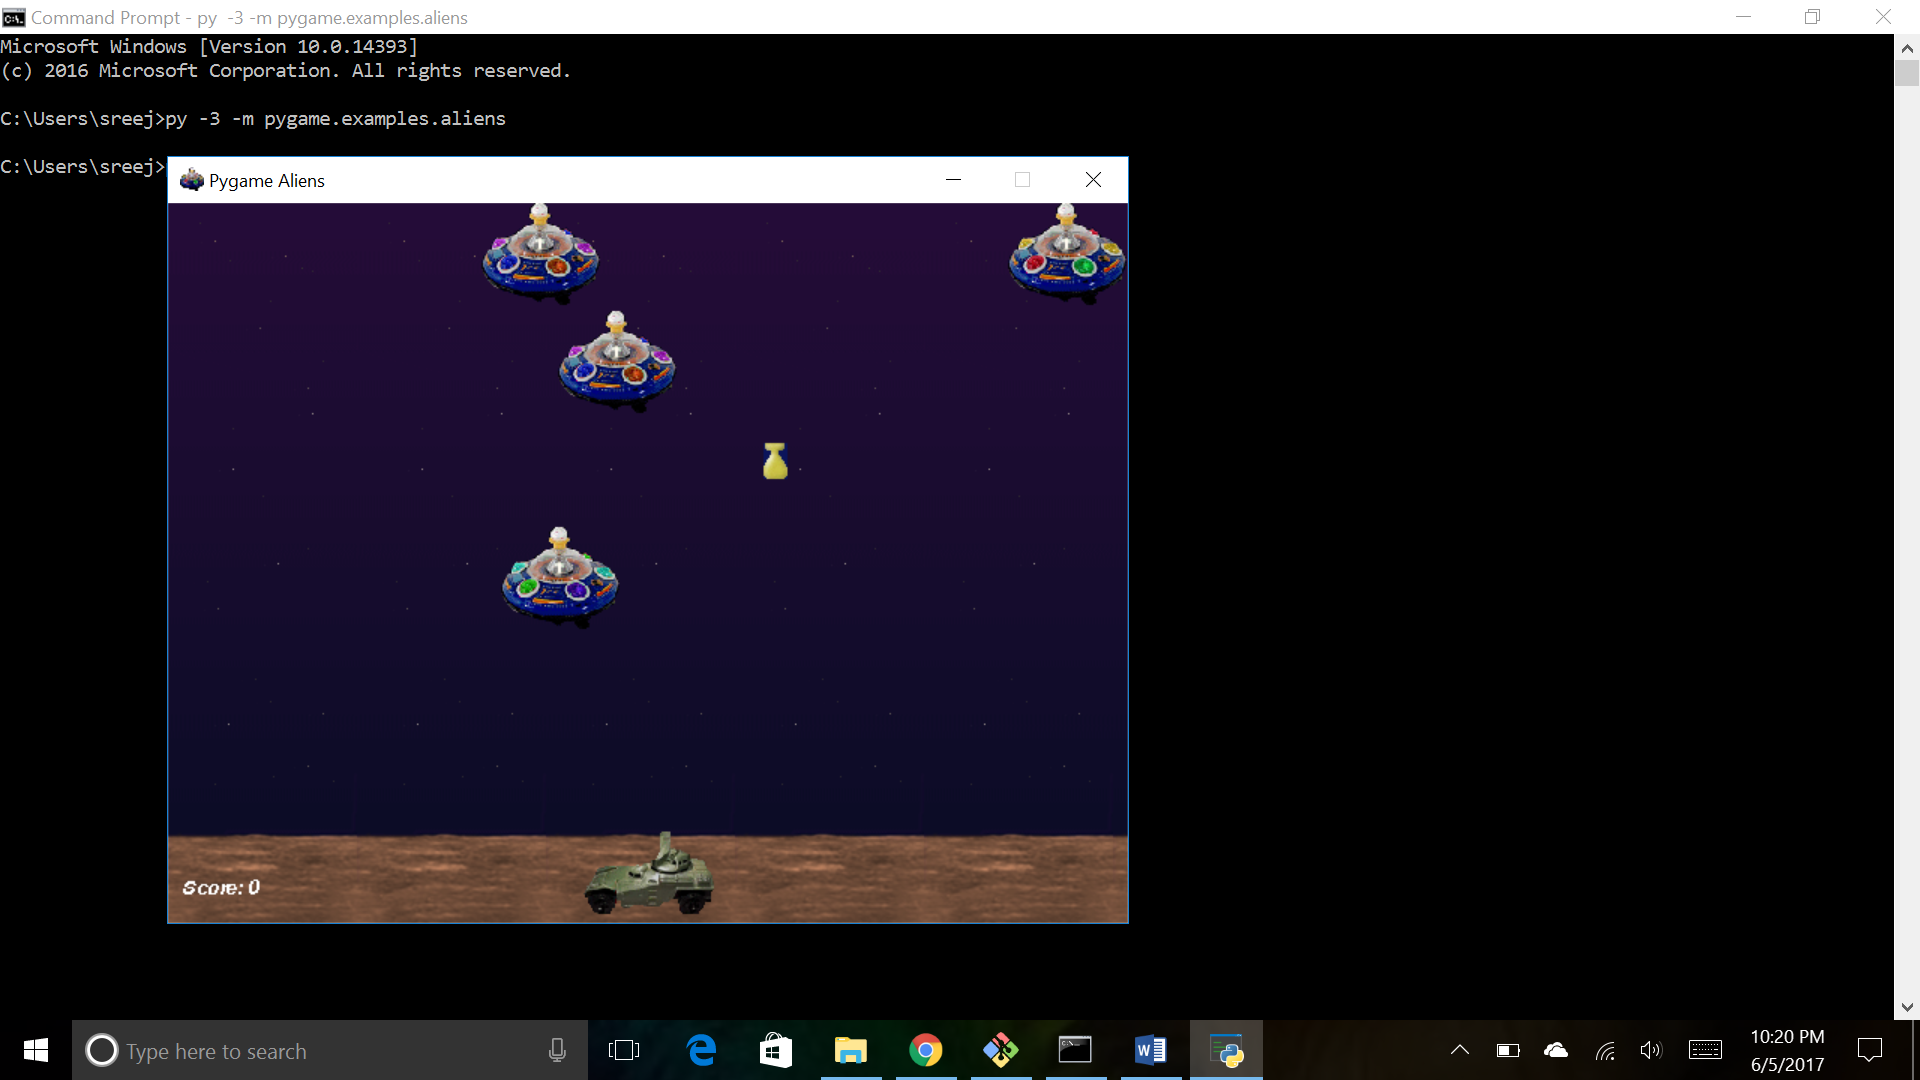 Command Prompt - py  -3 -m pygame.examples.aliens
Microsoft Windows [Version 10.0.14393]
(c) 2016 Microsoft Corporation. All rights reserved.
C:\Users\sreej>py -3 -m pygame.examples.aliens
C:\Users\sreej>
Pygame Aliens
Score: 0
Type here to search
10:20 PM
6/5/2017